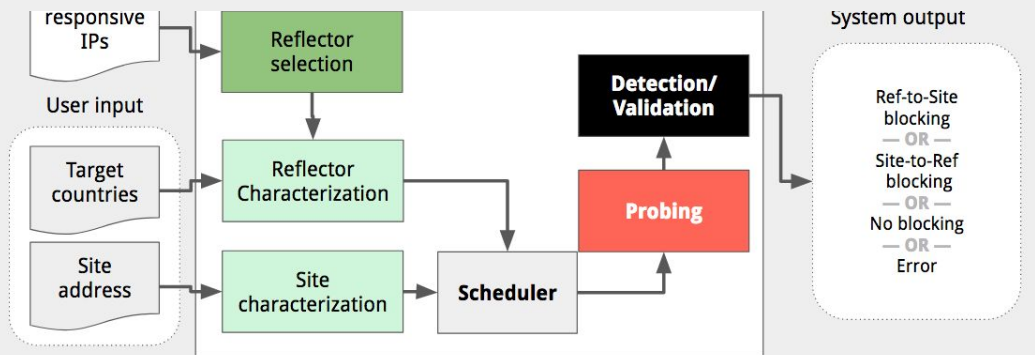 responsive
IPs
User input
Target
countries
Site
address
Reflector
selection
Reflector
Characterization
Site
characterization
Scheduler
Probing
Detection/
Validation
System output
Ref-to-Site
blocking
— OR —
Site-to-Ref
blocking
— OR —
No blocking
— OR —
Error